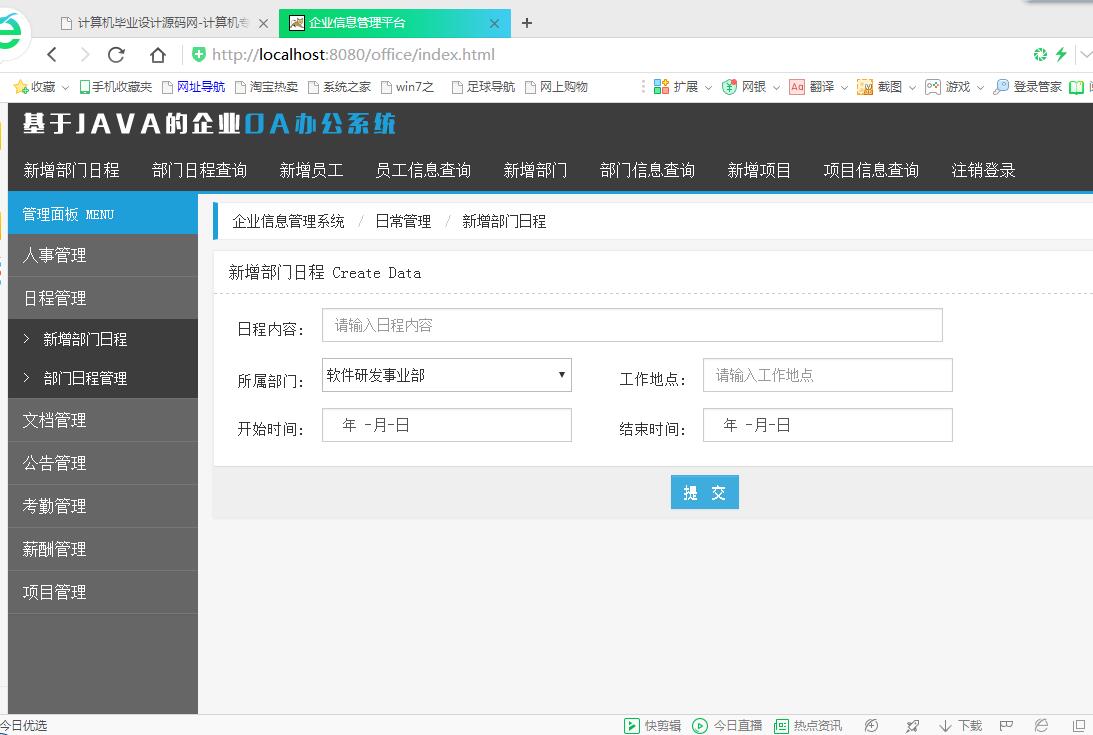 计算机毕业设计源码网-计算机专
企业信息管理平台
http://localhost:8080/office/index.html
收藏 手机收藏夹 网址导航 淘宝热卖 系统之家 win7之 足球导航 网上购物 扩展 网银 Aa 翻译 截图 游戏 登录管家
基于JAVA的企业OA办公系统
新增部门日程 部门日程查询 新增员工 员工信息查询 新增部门 部门信息查询 新增项目 项目信息查询 注销登录
管理面板 MENU
人事管理
日程管理
> 新增部门日程
> 部门日程管理
文档管理
公告管理
考勤管理
薪酬管理
项目管理
企业信息管理系统 / 日常管理 / 新增部门日程
新增部门日程 Create Data
日程内容： 请输入日程内容
所属部门： 软件研发事业部 工作地点： 请输入工作地点
开始时间： 年 -月-日 结束时间： 年 -月-日
提 交
今日优选 快剪辑 今日直播 热点资讯 下载